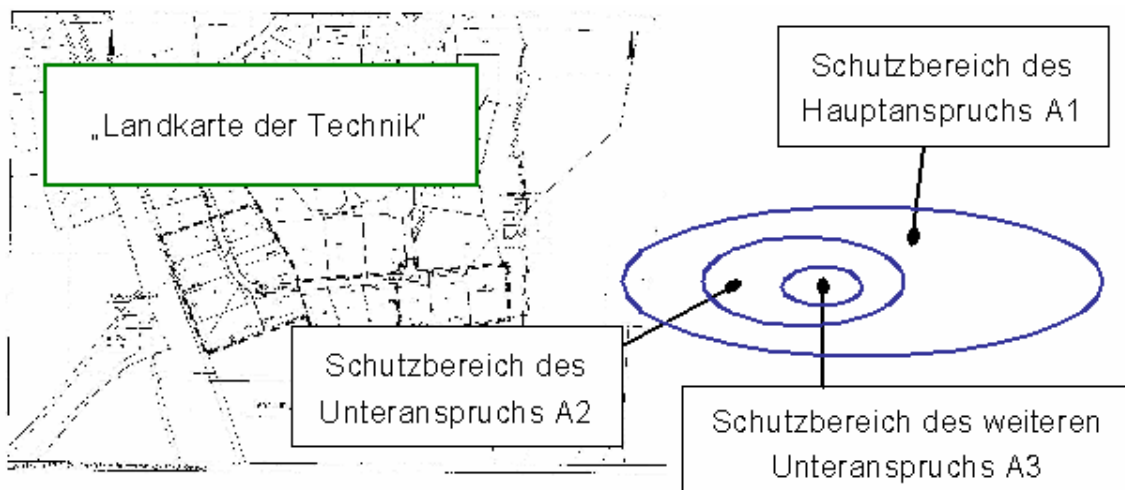 „Landkarte der Technik"
Schutzbereich des
Hauptanspruchs A1
Schutzbereich des
Unteranspruchs A2
Schutzbereich des weiteren
Unteranspruchs A3